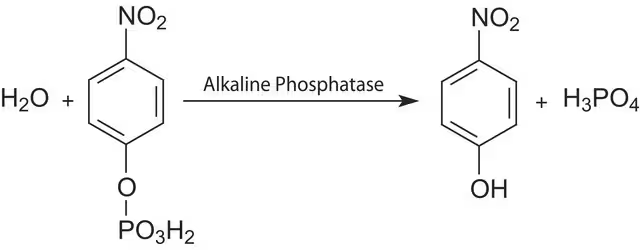 NO₂
NO₂
Alkaline Phosphatase
H₂O +
+ H₃PO₄
O
OH
PO₃H₂